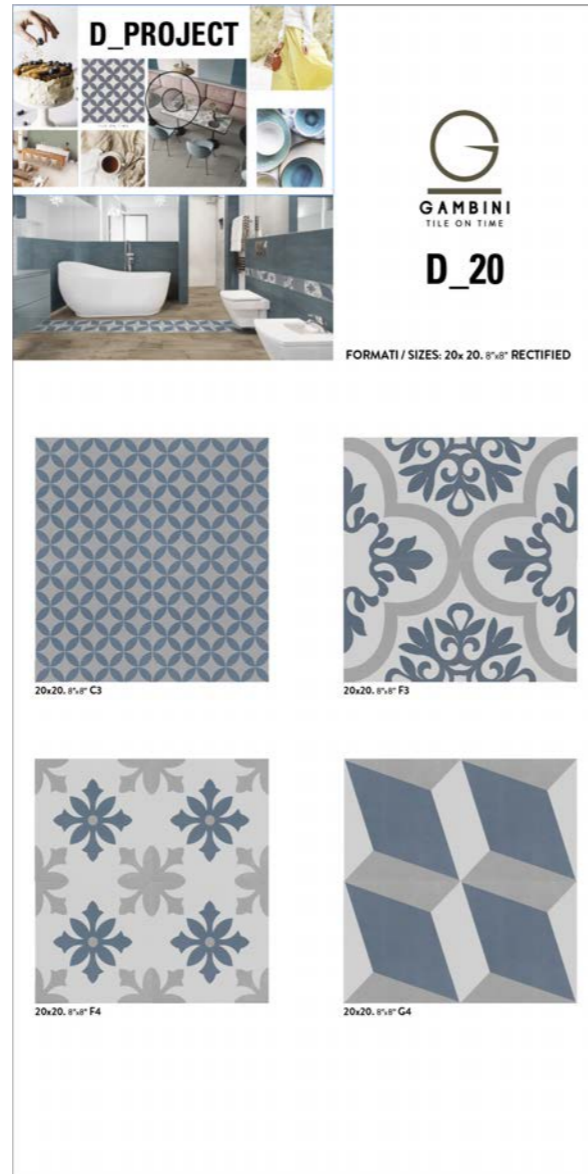 D_PROJECT
GAMBINI
TILE ON TIME
D_20
FORMATI / SIZES: 20x 20. 8"x8" RECTIFIED
20x20. 8"x8" C3
20x20. 8"x8" F3
20x20. 8"x8" F4
20x20. 8"x8" G4